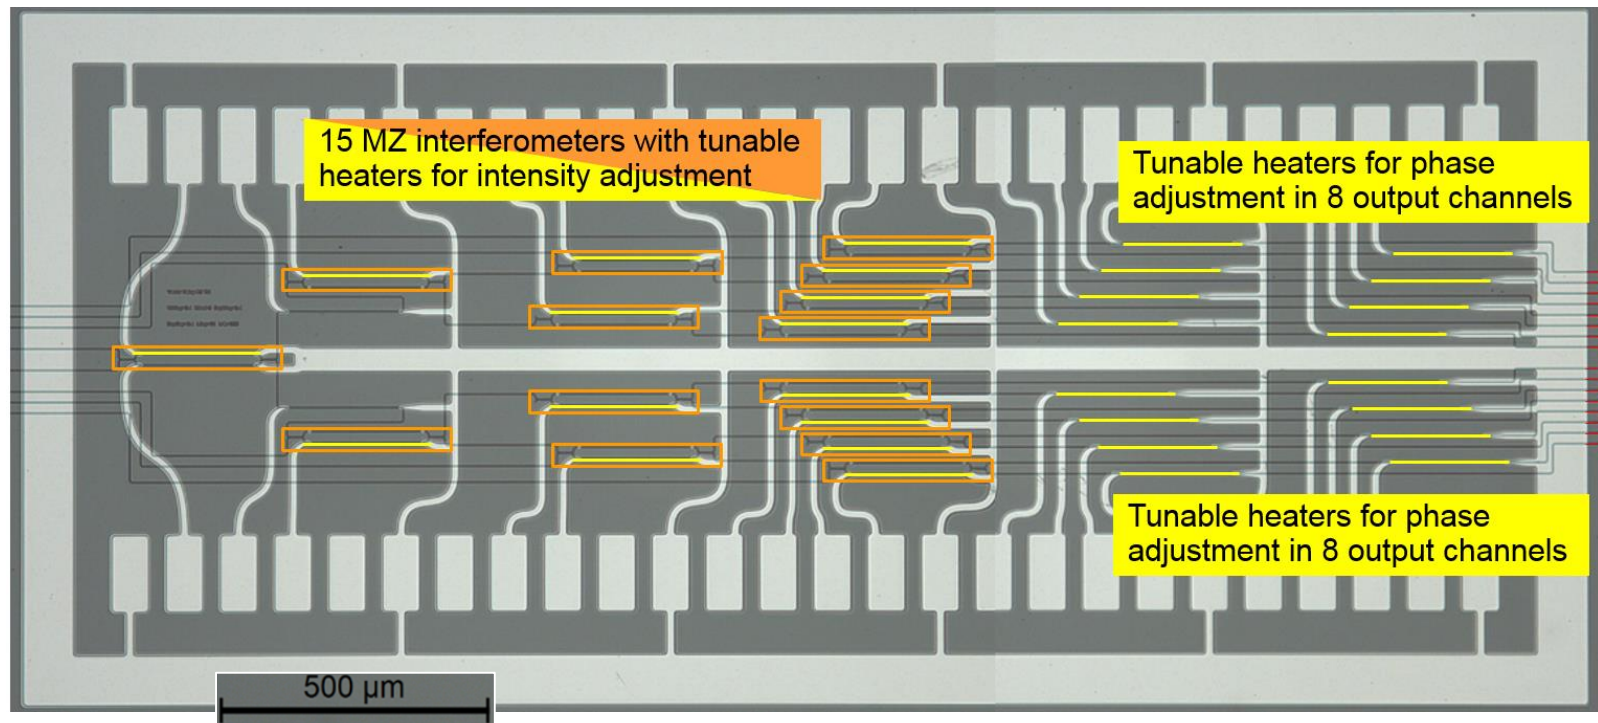 15 MZ interferometers with tunable
heaters for intensity adjustment
Tunable heaters for phase
adjustment in 8 output channels
Tunable heaters for phase
adjustment in 8 output channels
500 µm